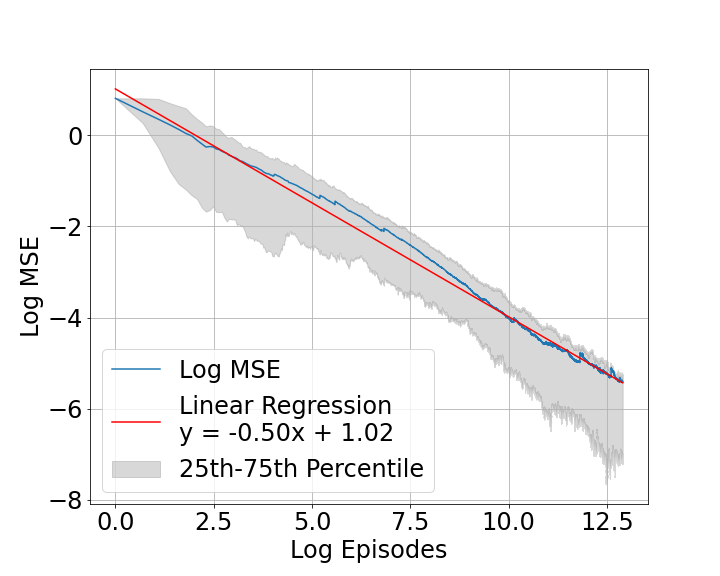 0
−2
−4
−6
−8
Log MSE
Log MSE
Linear Regression
y = -0.50x + 1.02
25th-75th Percentile
0.0 2.5 5.0 7.5 10.0 12.5
Log Episodes